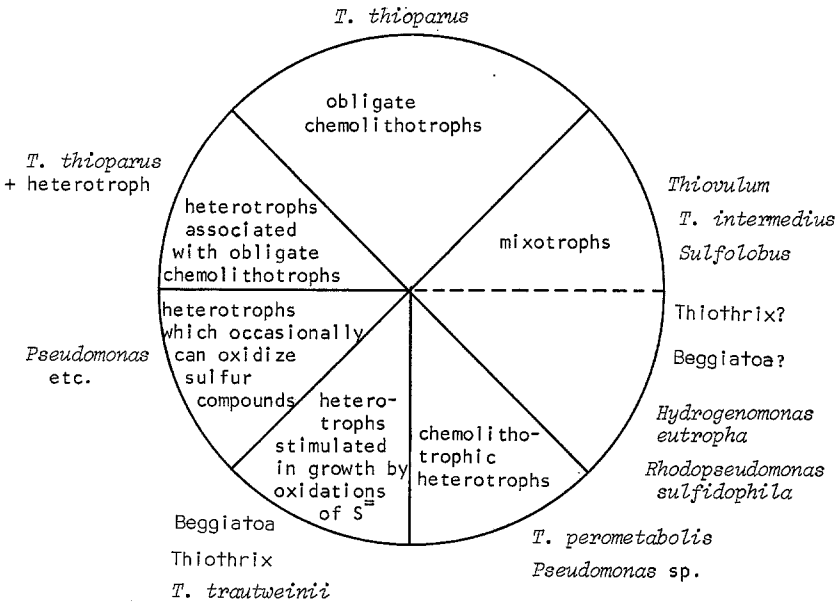 T. thioparus
obligate
chemolithotrophs
T. thioparus
+ heterotroph
heterotrophs
associated
with obligate
chemolithotrophs
mixotrophs
Thiovulum
T. intermedius
Sulfolobus
Thiothrix?
Beggiatoa?
Hydrogenomonas
eutropha
Rhodopseudomonas
sulfidophila
heterotrophs
which occasionally
can oxidize
sulfur
compounds
Pseudomonas
etc.
hetero-
trophs
stimulated
in growth by
oxidations
of S=
chemolitho-
trophic
heterotrophs
Beggiatoa
Thiothrix
T. trautweinii
T. perometabolis
Pseudomonas sp.